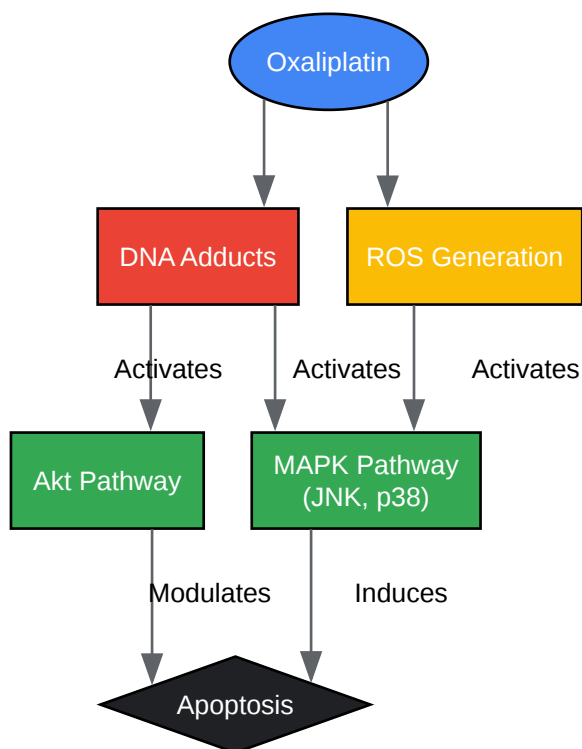 Oxaliplatin
DNA Adducts
ROS Generation
Activates
Activates
Activates
Akt Pathway
MAPK Pathway
(JNK, p38)
Modulates
Induces
Apoptosis